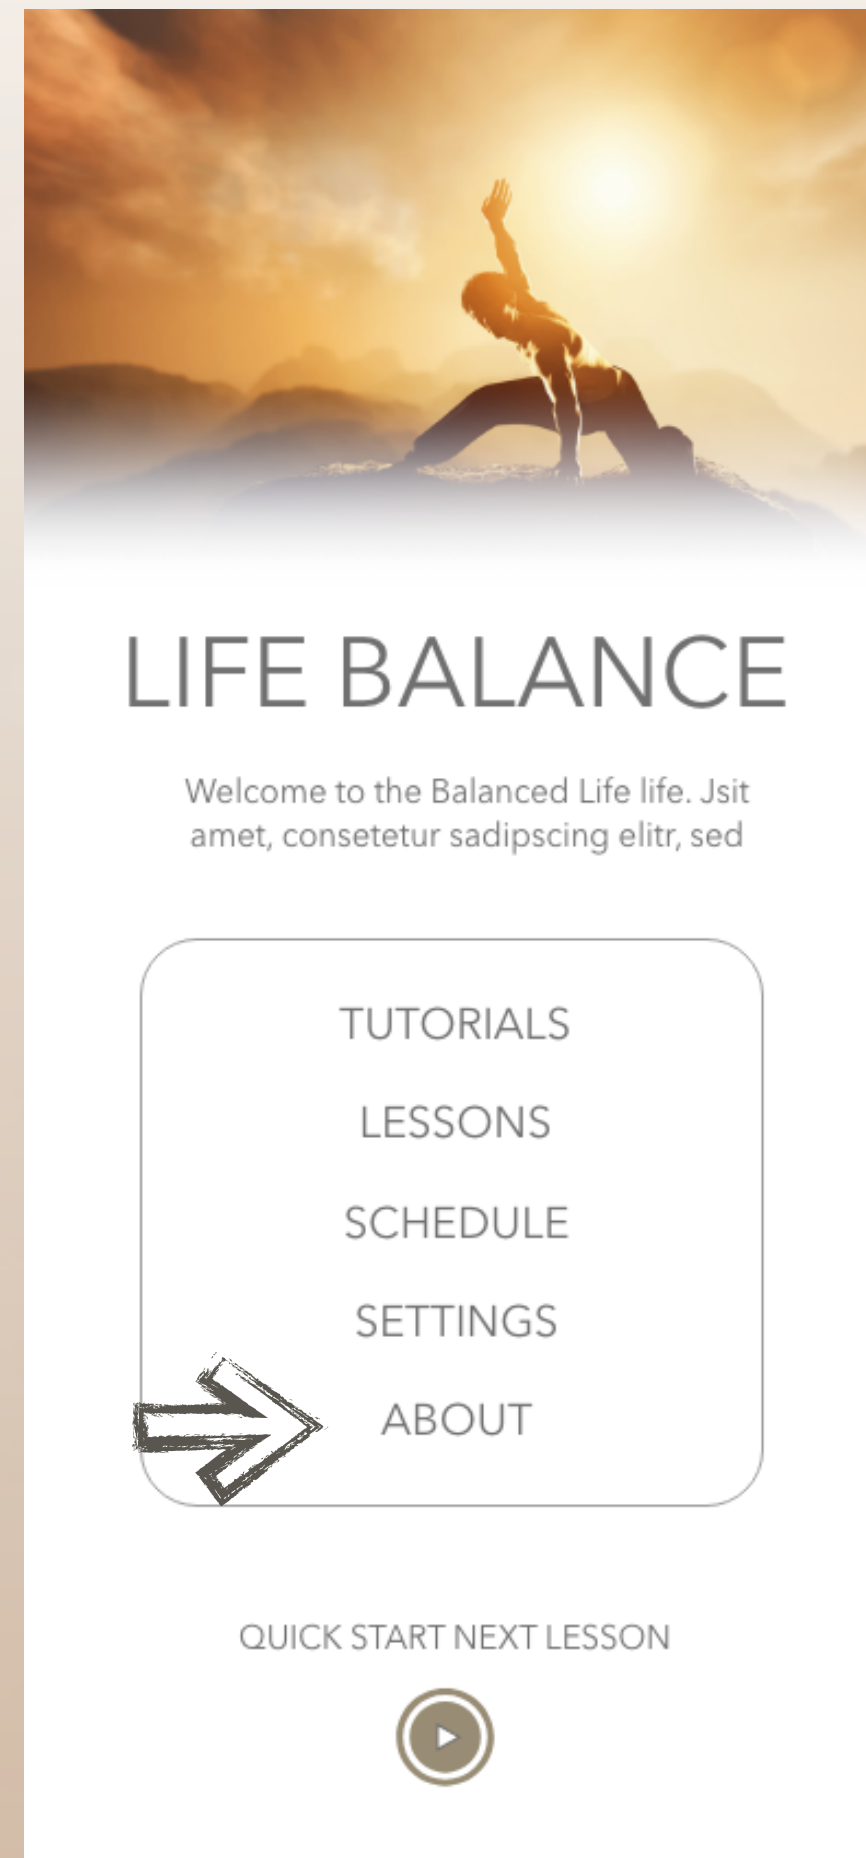 LIFE BALANCE
Welcome to the Balanced Life life. Jsit
amet, consetetur sadipscing elitr, sed
TUTORIALS
LESSONS
SCHEDULE
SETTINGS
ABOUT
QUICK START NEXT LESSON